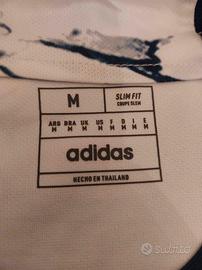 M
SLIM FIT
COUPE SLIM
ARG BRA UK US F D E
M M M M M M M
adidas
HECHO EN THAILAND
Subito